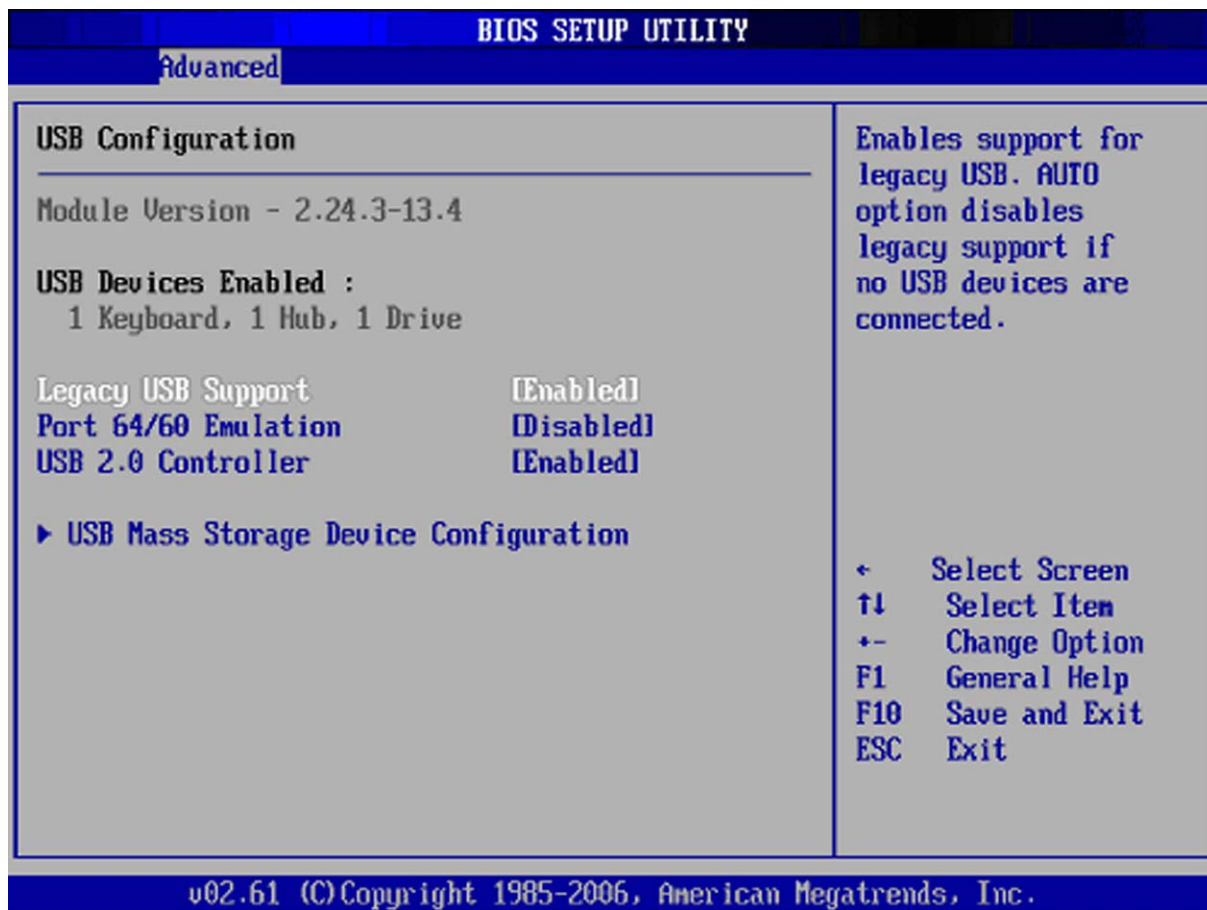 BIOS SETUP UTILITY
Advanced
USB Configuration
Module Version - 2.24.3-13.4
USB Devices Enabled :
1 Keyboard, 1 Hub, 1 Drive
Legacy USB Support [Enabled]
Port 64/60 Emulation [Disabled]
USB 2.0 Controller [Enabled]
▶ USB Mass Storage Device Configuration
Enables support for
legacy USB. AUTO
option disables
legacy support if
no USB devices are
connected.
← Select Screen
↑↓ Select Item
+- Change Option
F1 General Help
F10 Save and Exit
ESC Exit
v02.61 (C)Copyright 1985-2006, American Megatrends, Inc.